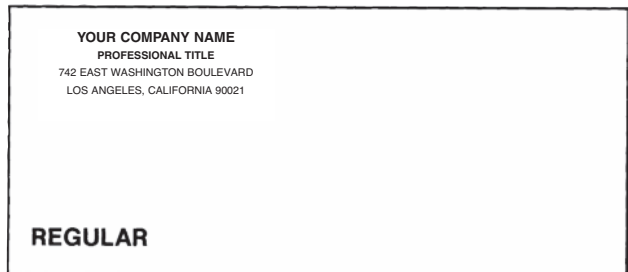 YOUR COMPANY NAME
PROFESSIONAL TITLE
742 EAST WASHINGTON BOULEVARD
LOS ANGELES, CALIFORNIA 90021
REGULAR